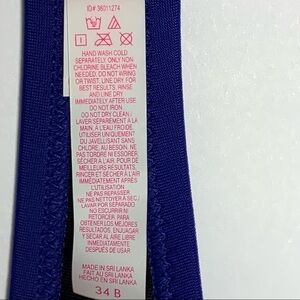 ID# 36011274
HAND WASH COLD
SEPARATELY. ONLY NON
CHLORINE BLEACH WHEN
NEEDED. DO NOT WRING
OR TWIST. LINE DRY. FOR
BEST RESULTS, RINSE
AND LINE DRY
IMMEDIATELY AFTER USE
DO NOT IRON.
DO NOT DRY CLEAN./
LAVER SÉPARÉMENT À LA
MAIN, À L'EAU FROIDE.
UTILISER UNIQUEMENT
DU JAVELLISANT SANS
CHLORE, AU BESOIN. NE
PAS TORDRE NI ESSORER.
SÉCHER À L'AIR. POUR DE
MEILLEURS RÉSULTATS,
RINCER ET SÉCHER À L'AIR
IMMÉDIATEMENT APRÈS
L'UTILISATION
NE PAS REPASSER
NE PAS NETTOYER À SEC/
LAVAR POR SEPARADO
NO ESCURRIR NI
RETORCER. PARA
OBTENER LOS MEJORES
RESULTADOS, ENJUAGAR
Y SECAR AL AIRE LIBRE
DE INMEDIATO
MADE IN SRI LANKA
FAIT AU SRI LANKA
HECHO EN SRI LANKA
34 B